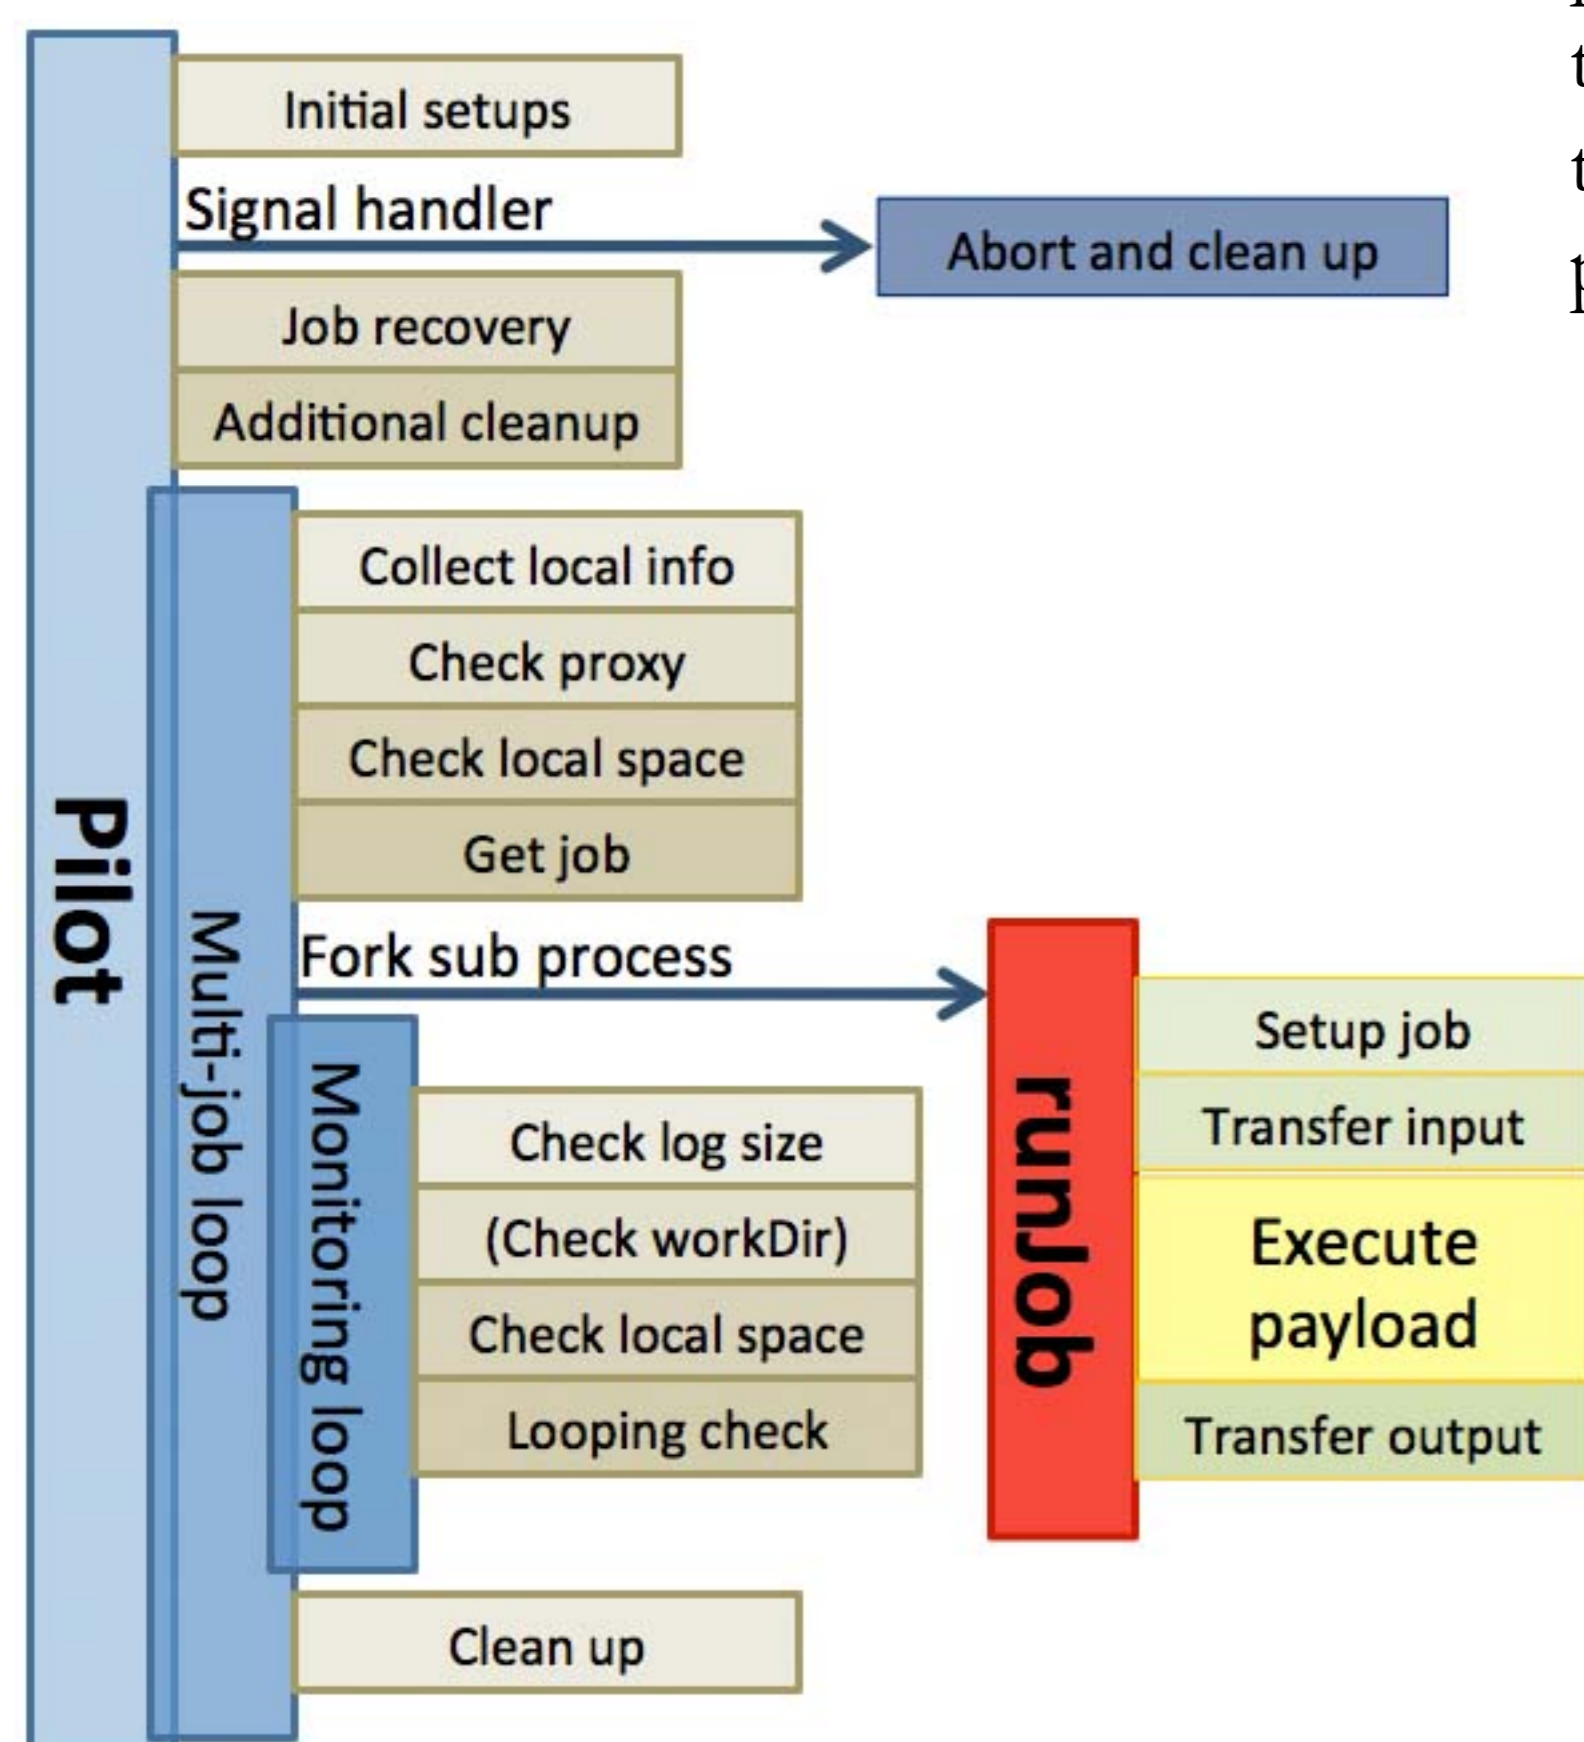 Initial setups
Signal handler
Abort and clean up
Job recovery
Additional cleanup
Pilot
Multi-job loop
Collect local info
Check proxy
Check local space
Get job
Fork sub process
Monitoring loop
Check log size
(Check workDir)
Check local space
Looping check
runJob
Setup job
Transfer input
Execute
payload
Transfer output
Clean up